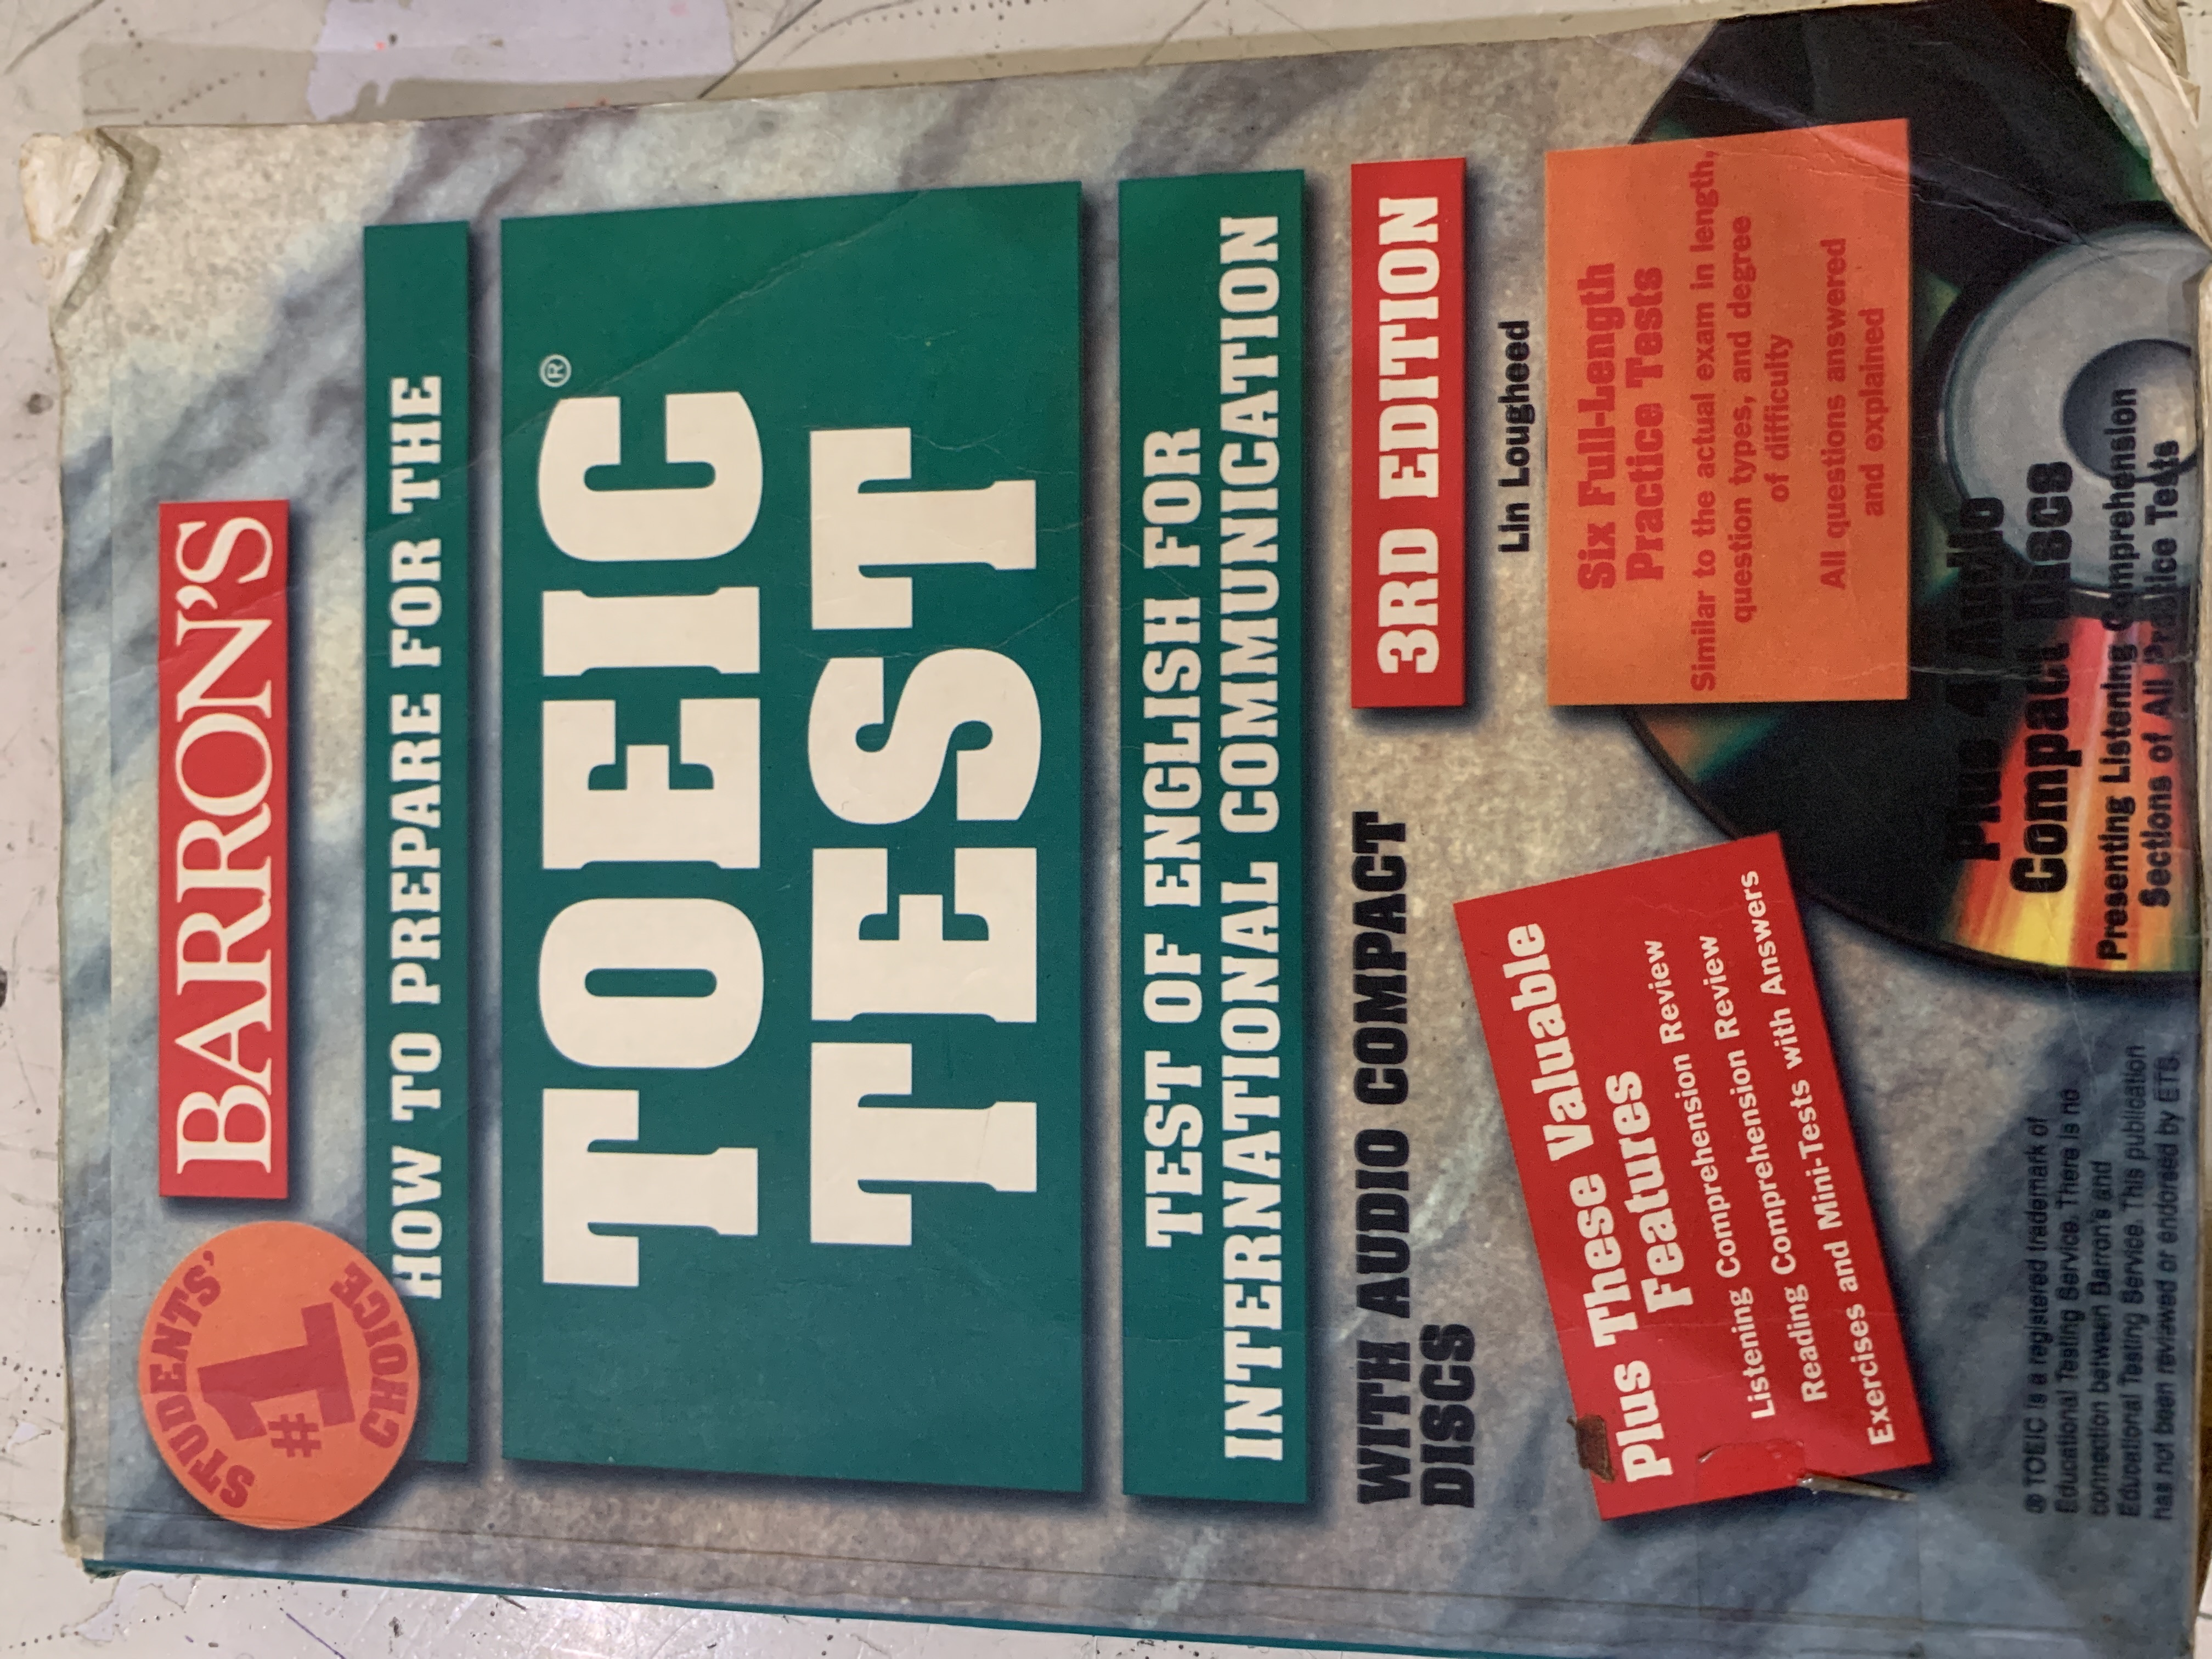 BARRON'S
STUDENTS'
#1
CHOICE
HOW TO PREPARE FOR THE
TOEIC®
TEST
TEST OF ENGLISH FOR
INTERNATIONAL COMMUNICATION
WITH AUDIO COMPACT
DISCS
3RD EDITION
Lin Lougheed
Plus These Valuable
Features
Listening Comprehension Review
Reading Comprehension Review
Exercises and Mini-Tests with Answers
Six Full-Length
Practice Tests
Similar to the actual exam in length,
question types, and degree
of difficulty
All questions answered
and explained
Plus 4 Audio
Compact Discs
Presenting Listening Comprehension
Sections of All Practice Tests
® TOEIC is a registered trademark of
Educational Testing Service. There is no
connection between Barron's and
Educational Testing Service. This publication
has not been reviewed or endorsed by ETS.